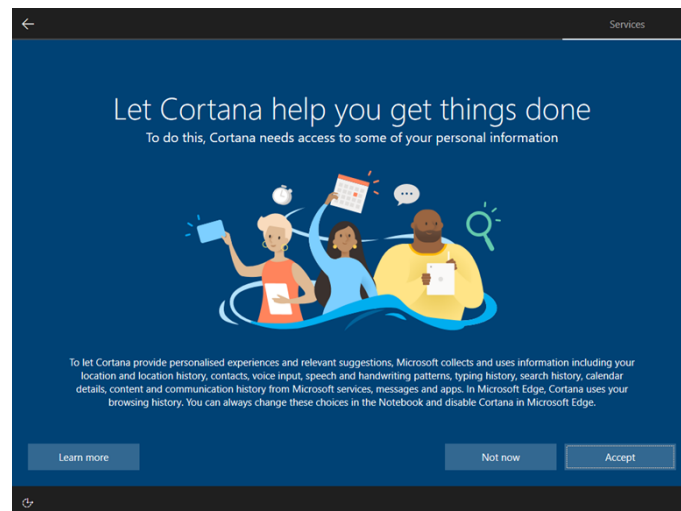 Services
Let Cortana help you get things done
To do this, Cortana needs access to some of your personal information
To let Cortana provide personalised experiences and relevant suggestions, Microsoft collects and uses information including your
location and location history, contacts, voice input, speech and handwriting patterns, typing history, search history, calendar
details, content and communication history from Microsoft services, messages and apps. In Microsoft Edge, Cortana uses your
browsing history. You can always change these choices in the Notebook and disable Cortana in Microsoft Edge.
Learn more
Not now
Accept